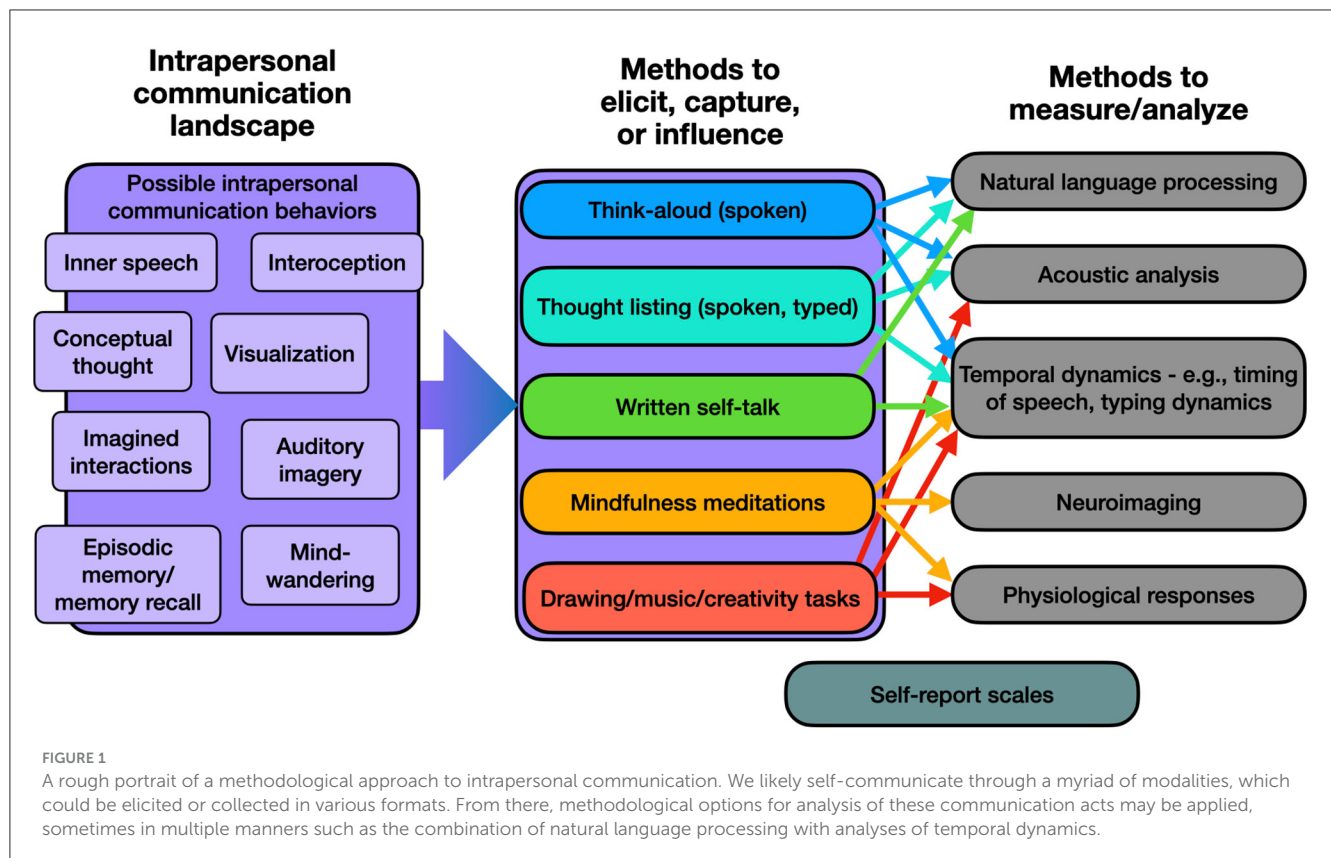 Intrapersonal
communication
landscape
Possible intrapersonal
communication behaviors
Inner speech
Interoception
Conceptual
thought
Visualization
Imagined
interactions
Auditory
imagery
Episodic
memory/
memory recall
Mind-
wandering
Methods to
elicit, capture,
or influence
Think-aloud (spoken)
Thought listing (spoken, typed)
Written self-talk
Mindfulness meditations
Drawing/music/creativity tasks
Methods to
measure/analyze
Natural language processing
Acoustic analysis
Temporal dynamics - e.g., timing
of speech, typing dynamics
Neuroimaging
Physiological responses
Self-report scales
FIGURE 1
A rough portrait of a methodological approach to intrapersonal communication. We likely self-communicate through a myriad of modalities, which
could be elicited or collected in various formats. From there, methodological options for analysis of these communication acts may be applied,
sometimes in multiple manners such as the combination of natural language processing with analyses of temporal dynamics.